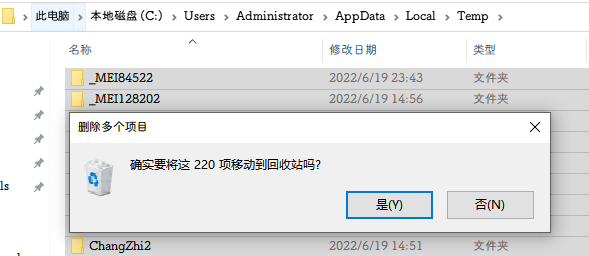 此电脑 本地磁盘 (C:) Users Administrator AppData Local Temp
名称 修改日期 类型
_MEI84522 2022/6/19 23:43 文件夹
_MEI128202 2022/6/19 14:56 文件夹
删除多个项目
确实要将这 220 项移动到回收站吗?
ls
是(Y) 否(N)
ChangZhi2 2022/6/19 14:51 文件夹